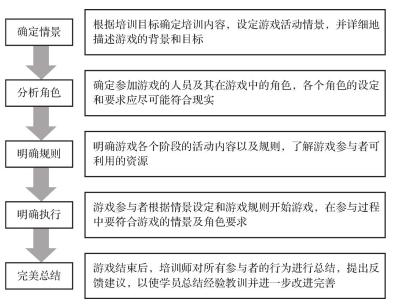 确定情景
根据培训目标确定培训内容，设定游戏活动情景，并详细地
描述游戏的背景和目标
分析角色
确定参加游戏的人员及其在游戏中的角色，各个角色的设定
和要求应尽可能符合现实
明确规则
明确游戏各个阶段的活动内容以及规则，了解游戏参与者可
利用的资源
明确执行
游戏参与者根据情景设定和游戏规则开始游戏，在参与过程
中要符合游戏的情景及角色要求
完美总结
游戏结束后，培训师对所有参与者的行为进行总结，提出反
馈建议，以使学员总结经验教训并进一步改进完善